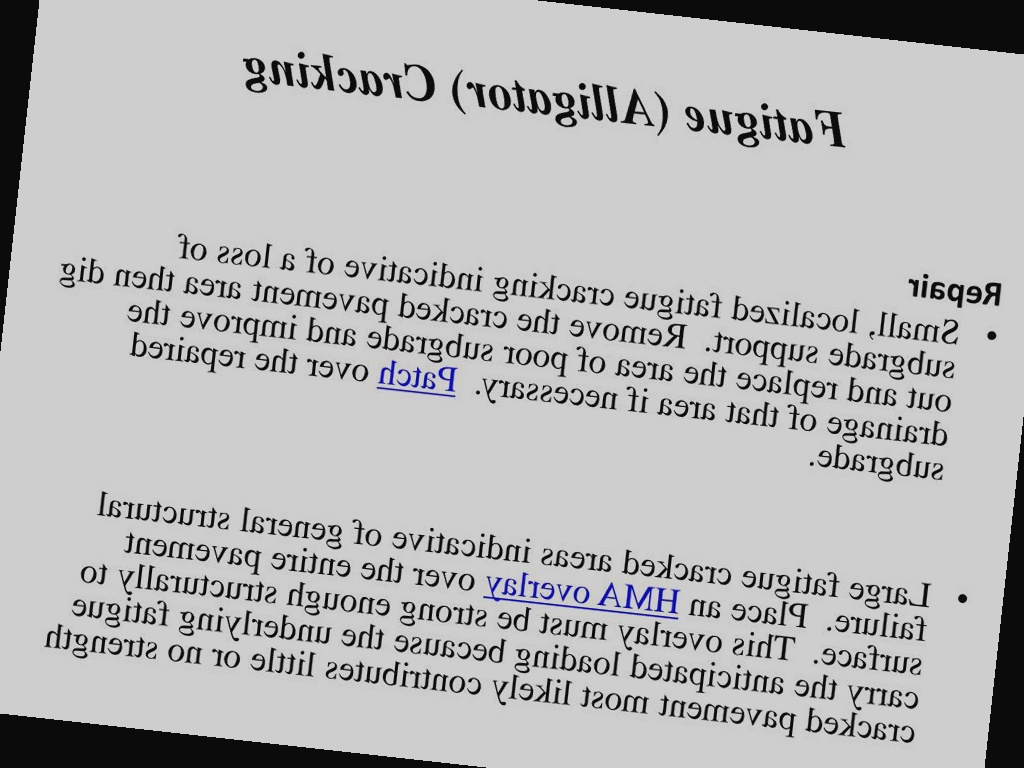 Fatigue (Alligator) Cracking
Repair
• Small, localized fatigue cracking indicative of a loss of
subgrade support.  Remove the cracked pavement area then dig
out and replace the area of poor subgrade and improve the
drainage of that area if necessary.  Patch over the repaired
subgrade.
• Large fatigue cracked areas indicative of general structural
failure.  Place an HMA overlay over the entire pavement
surface.  This overlay must be strong enough structurally to
carry the anticipated loading because the underlying fatigue
cracked pavement most likely contributes little or no strength